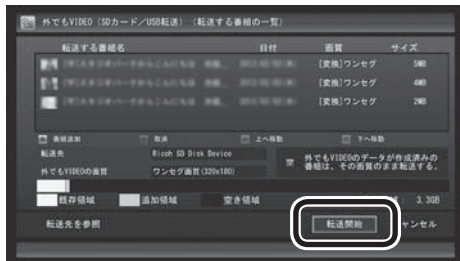 外でもVIDEO（SDカード／USB転送）（転送する番組の一覧）
転送する番組名 日付 画質 サイズ
[変換]ワンセグ 5MB
[変換]ワンセグ 4MB
[変換]ワンセグ 2MB
番組追加 取消 上へ移動 下へ移動
転送先 Ricoh SD Disk Device
外でもVIDEOの画質 ワンセグ画質(320x180)
外でもVIDEOのデータが作成済みの
番組は、その画質のまま転送する。
既存領域 追加領域 空き領域 3.3GB
転送先を参照 転送開始 ャンセル